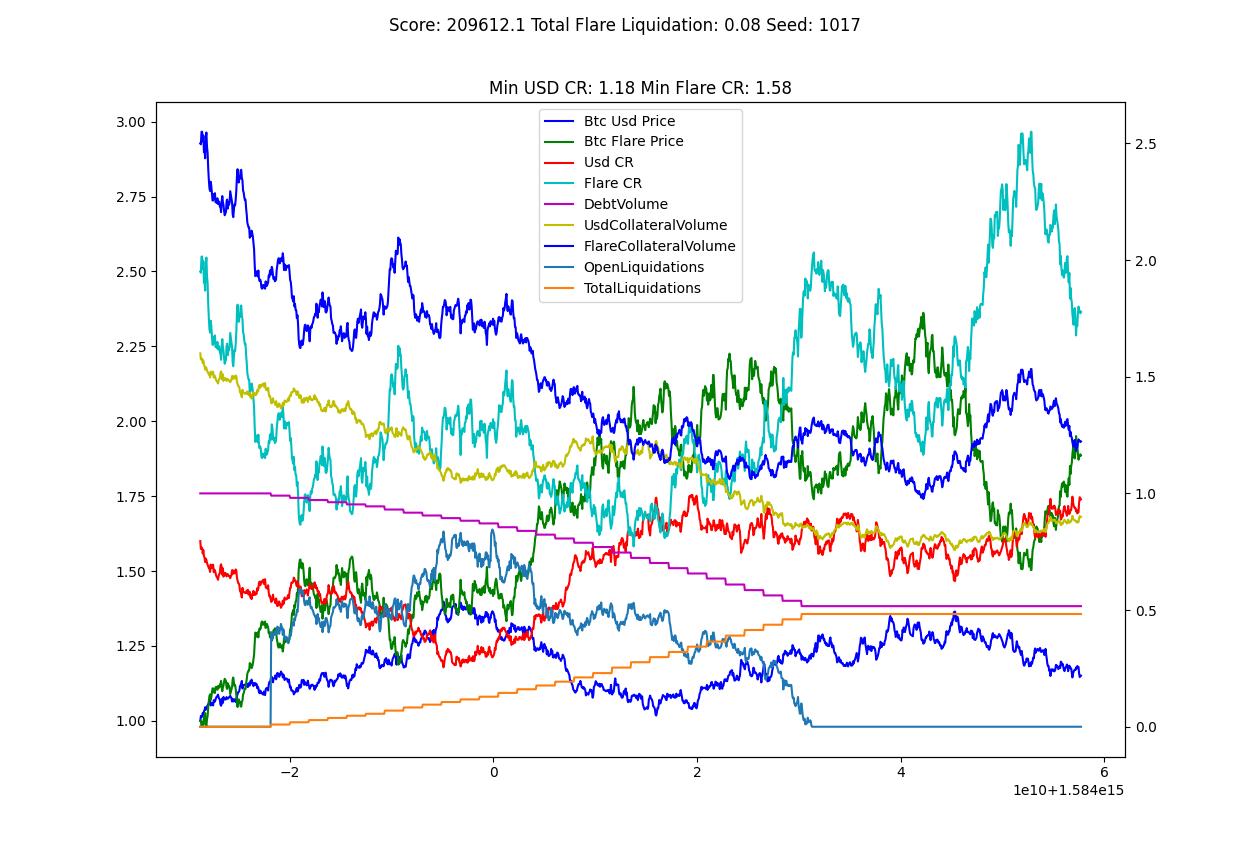 Score: 209612.1 Total Flare Liquidation: 0.08 Seed: 1017
Min USD CR: 1.18 Min Flare CR: 1.58
3.00
2.75
2.50
2.25
2.00
1.75
1.50
1.25
1.00
Btc Usd Price
Btc Flare Price
Usd CR
Flare CR
DebtVolume
UsdCollateralVolume
FlareCollateralVolume
OpenLiquidations
TotalLiquidations
2.5
2.0
1.5
1.0
0.5
0.0
−2 0 2 4 6
1e10+1.584e15